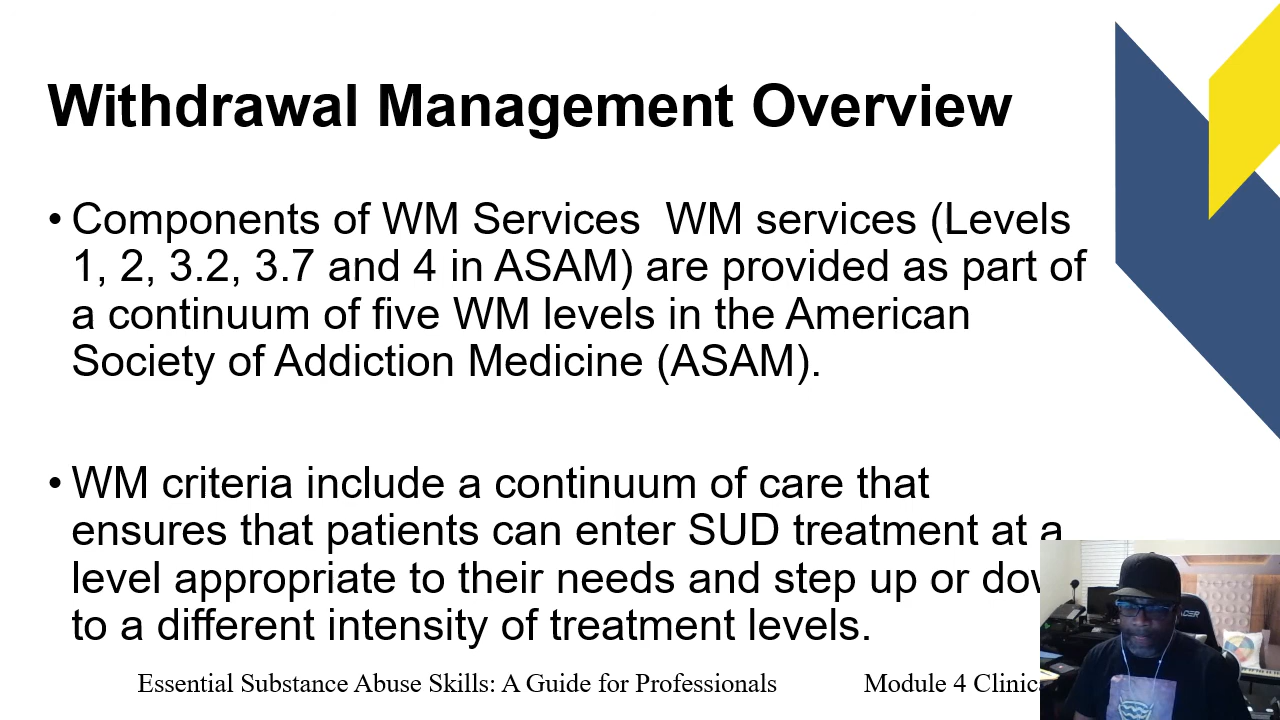 Withdrawal Management Overview
• Components of WM Services  WM services (Levels
1, 2, 3.2, 3.7 and 4 in ASAM) are provided as part of
a continuum of five WM levels in the American
Society of Addiction Medicine (ASAM).
• WM criteria include a continuum of care that
ensures that patients can enter SUD treatment at a
level appropriate to their needs and step up or
to a different intensity of treatment levels.
Essential Substance Abuse Skills: A Guide for Professionals Module 4